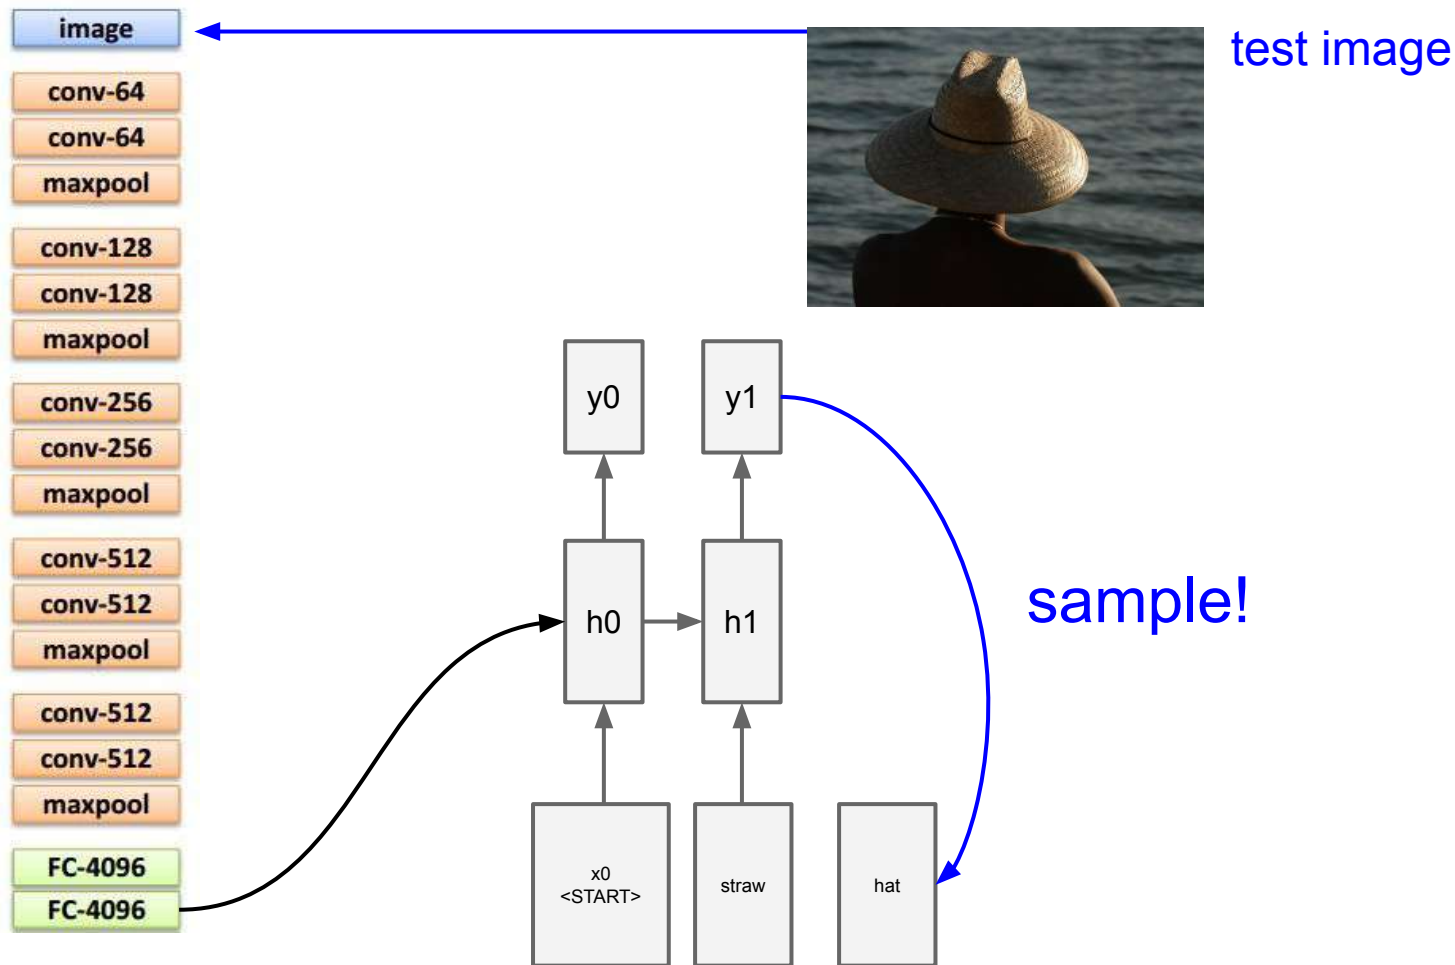 image
test image
conv-64
conv-64
maxpool
conv-128
conv-128
maxpool
conv-256
conv-256
maxpool
conv-512
conv-512
maxpool
conv-512
conv-512
maxpool
FC-4096
FC-4096
y0
y1
h0
h1
sample!
x0
<START>
straw
hat